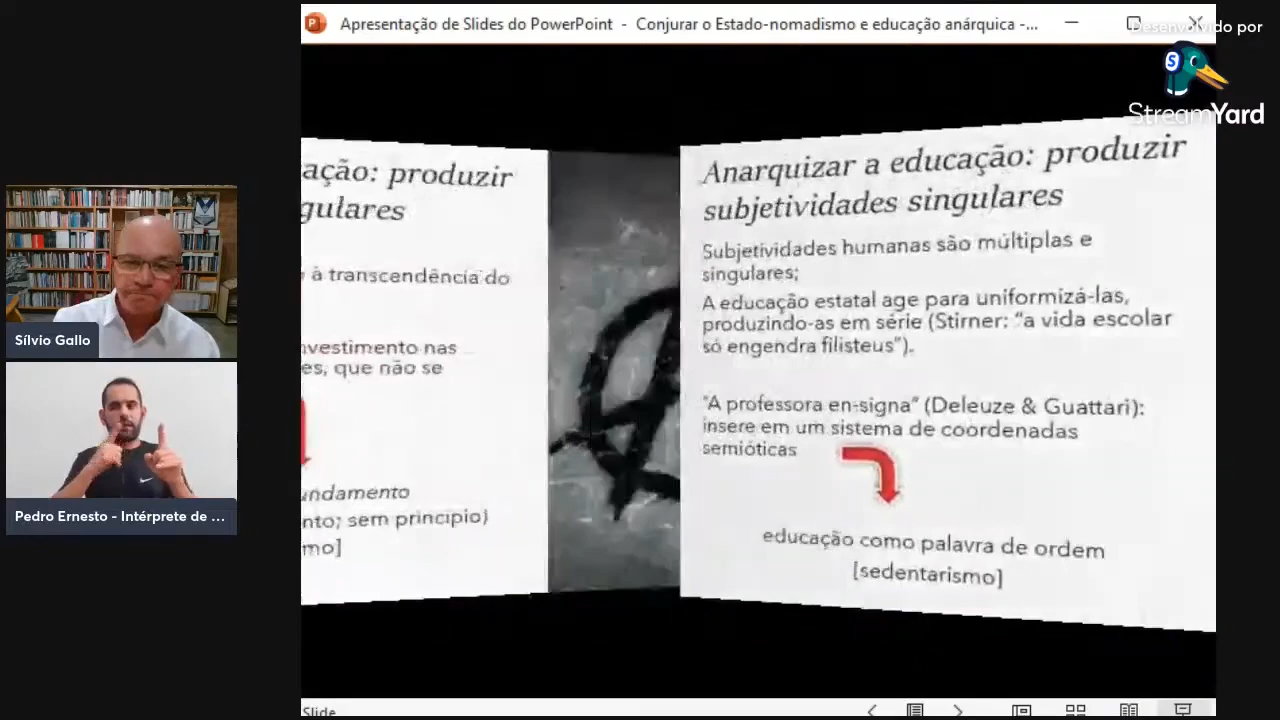 Apresentação de Slides do PowerPoint - Conjurar o Estado-nomadismo e educação anárquica -...
Desenvolvido por
StreamYard
Sílvio Gallo
Pedro Ernesto - Intérprete de ...
ação: produzir
gulares
à transcendência do
nvestimento nas
es, que não se
undamento
nto; sem princípio)
mo]
Anarquizar a educação: produzir
subjetividades singulares
Subjetividades humanas são múltiplas e
singulares;
A educação estatal age para uniformizá-las,
produzindo-as em série (Stirner: “a vida escolar
só engendra filisteus”).
"A professora en-signa” (Deleuze & Guattari):
insere em um sistema de coordenadas
semióticas
educação como palavra de ordem
[sedentarismo]
Slide